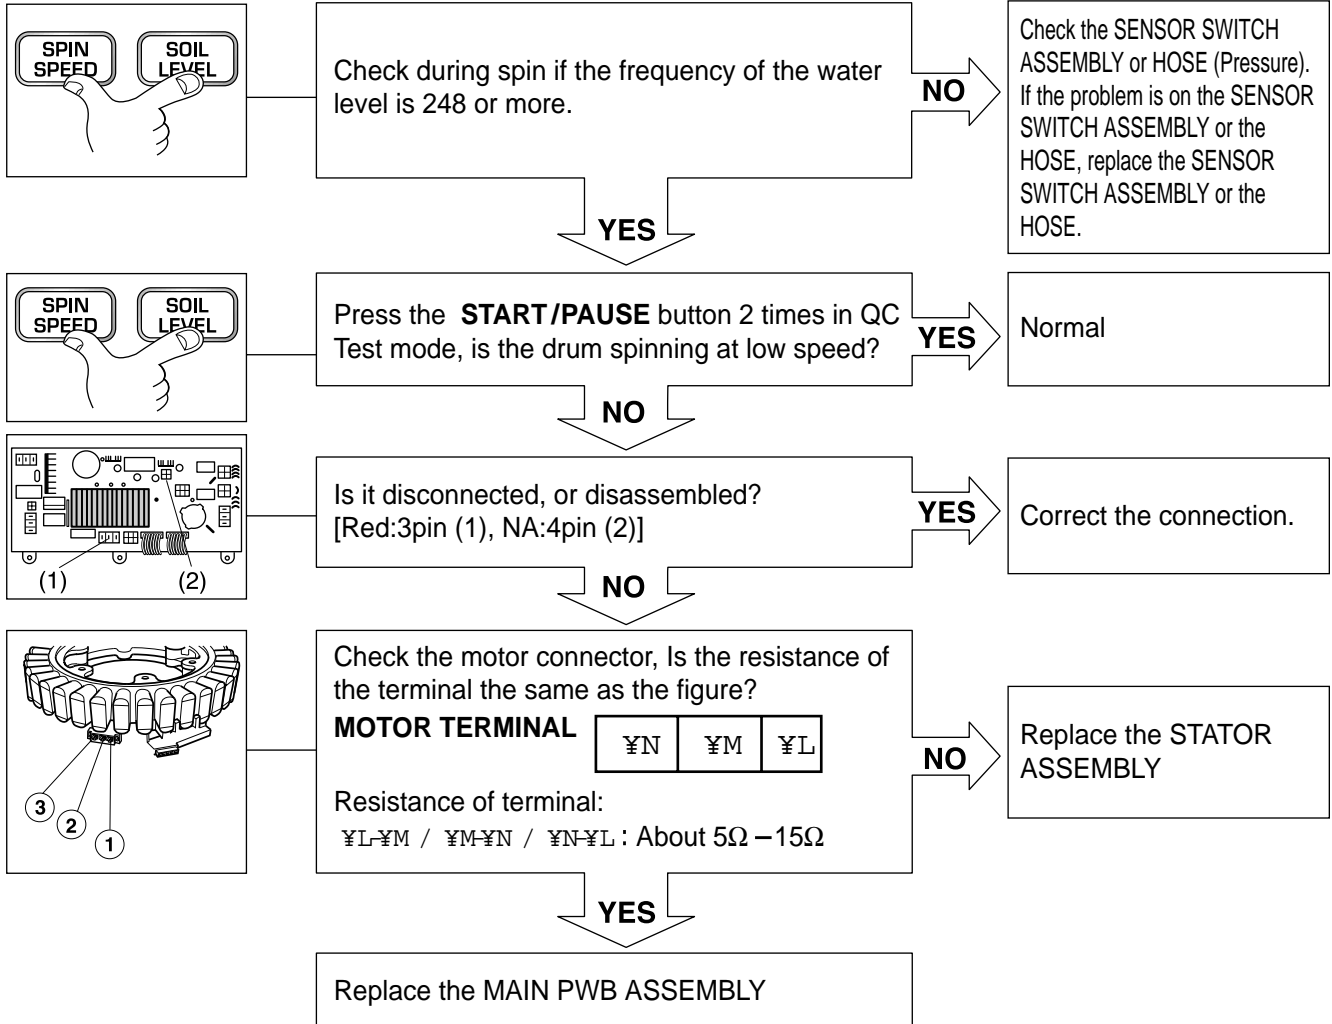 SPIN
SPEED
SOIL
LEVEL
Check during spin if the frequency of the water
level is 248 or more.
NO
Check the SENSOR SWITCH
ASSEMBLY or HOSE (Pressure).
If the problem is on the SENSOR
SWITCH ASSEMBLY or the
HOSE, replace the SENSOR
SWITCH ASSEMBLY or the
HOSE.
YES
SPIN
SPEED
SOIL
LEVEL
Press the START/PAUSE button 2 times in QC
Test mode, is the drum spinning at low speed?
YES
Normal
NO
(1)
(2)
Is it disconnected, or disassembled?
[Red:3pin (1), NA:4pin (2)]
YES
Correct the connection.
NO
3
2
1
Check the motor connector, Is the resistance of
the terminal the same as the figure?
MOTOR TERMINAL
¥N ¥M ¥L
Resistance of terminal:
¥L-¥M / ¥M-¥N / ¥N-¥L : About 5Ω – 15Ω
NO
Replace the STATOR
ASSEMBLY
YES
Replace the MAIN PWB ASSEMBLY